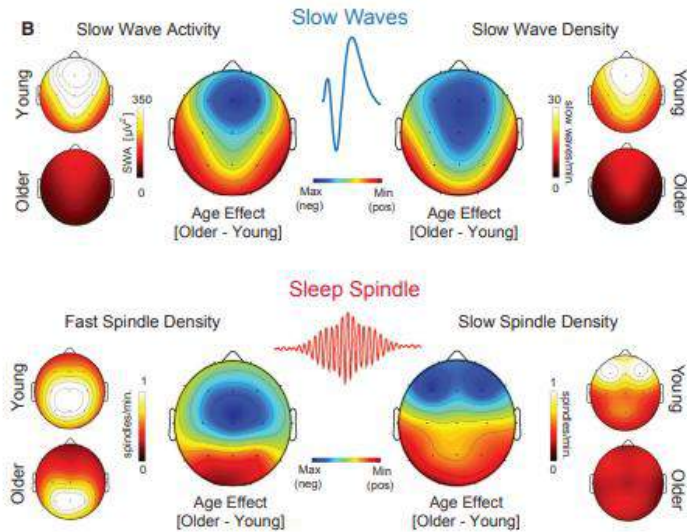 B
Slow Waves
Slow Wave Activity
Slow Wave Density
Young
350
SWA [µV²]
0
Older
30
slow waves/min.
0
Young
Older
Max
(neg)
Min
(pos)
Age Effect
[Older - Young]
Age Effect
[Older - Young]
Sleep Spindle
Fast Spindle Density
Slow Spindle Density
Young
1
spindles/min.
0
Older
1
spindles/min.
0
Young
Older
Max
(neg)
Min
(pos)
Age Effect
[Older - Young]
Age Effect
[Older - Young]